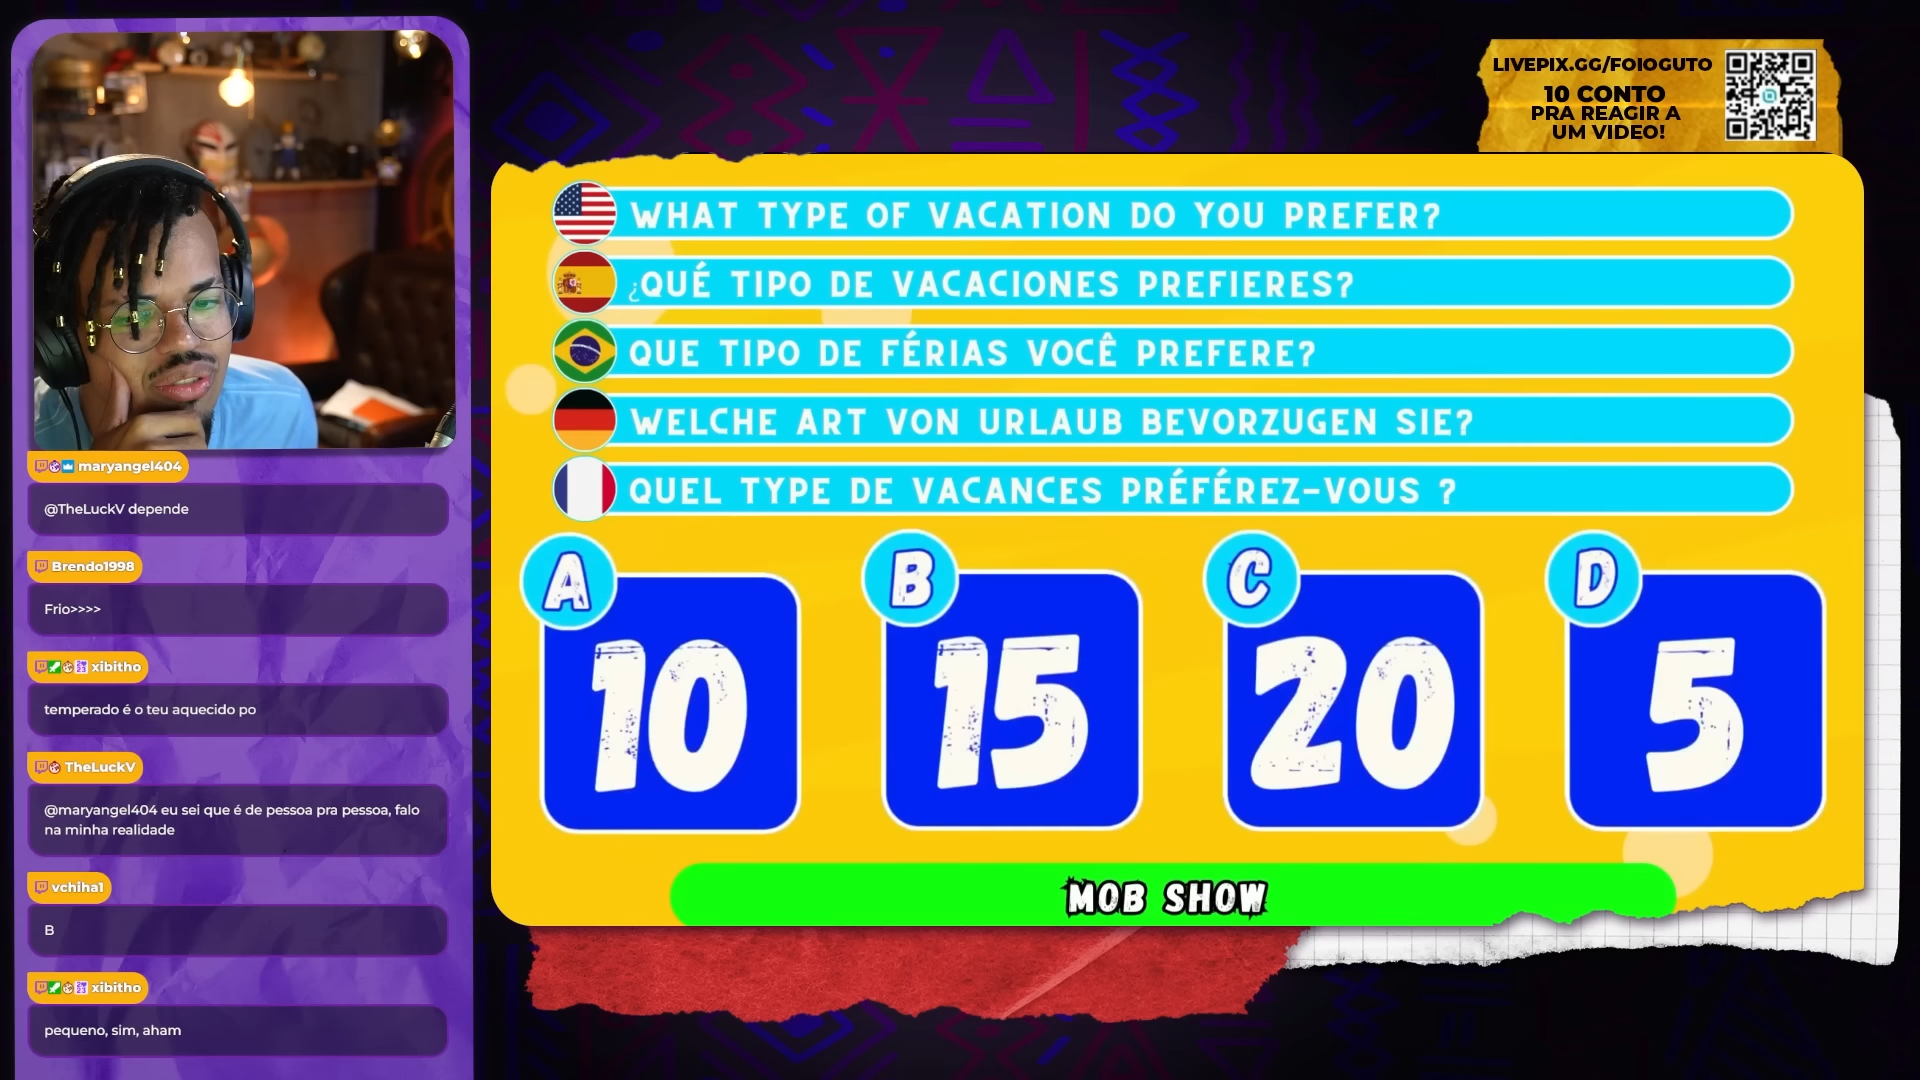 LIVEPIX.GG/FOIOGUTO
10 CONTO
PRA REAGIR A
UM VIDEO!
WHAT TYPE OF VACATION DO YOU PREFER?
¿QUÉ TIPO DE VACACIONES PREFIERES?
QUE TIPO DE FÉRIAS VOCÊ PREFERE?
WELCHE ART VON URLAUB BEVORZUGEN SIE?
QUEL TYPE DE VACANCES PRÉFÉREZ-VOUS ?
A
10
B
15
C
20
D
5
MOB SHOW
maryangel404
@TheLuckV depende
Brendo1998
Frio>>>>
xibitho
temperado é o teu aquecido po
TheLuckV
@maryangel404 eu sei que é de pessoa pra pessoa, falo
na minha realidade
vchiha1
B
xibitho
pequeno, sim, aham